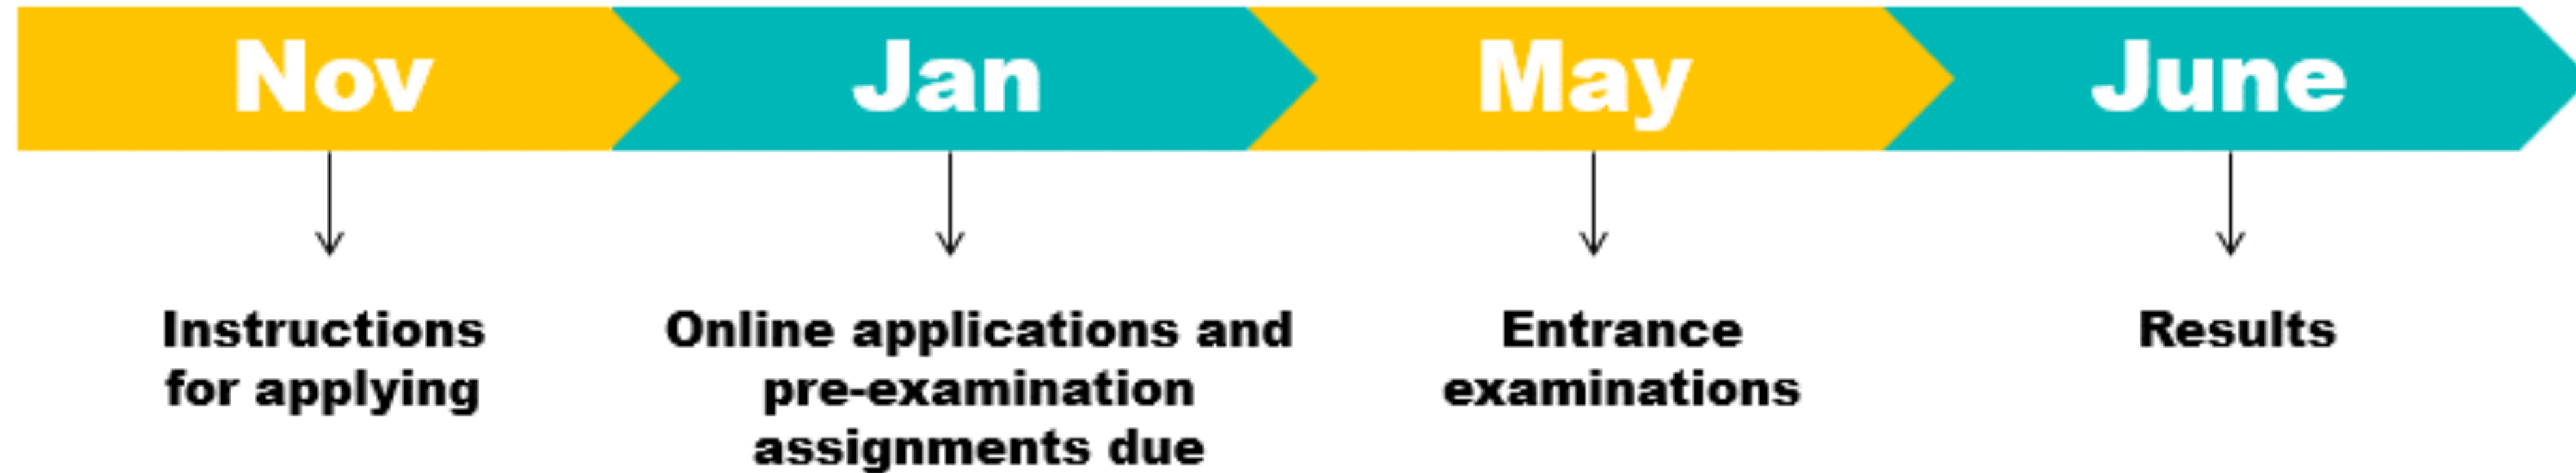 Nov
Jan
May
June
Instructions
for applying
Online applications and
pre-examination
assignments due
Entrance
examinations
Results